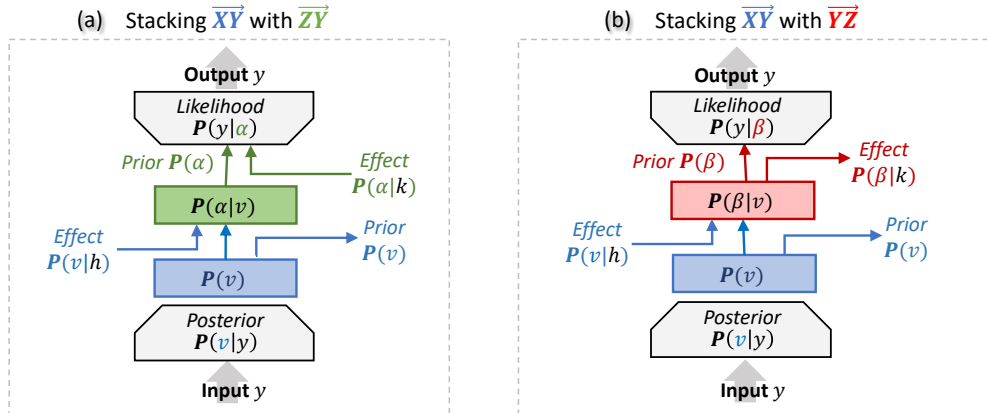 (a) Stacking XY with ZY
Output y
Likelihood
P(y|α)
Prior P(α)
Effect
P(α|k)
P(α|v)
Effect
P(v|h)
Prior
P(v)
P(v)
Posterior
P(v|y)
Input y
(b) Stacking XY with YZ
Output y
Likelihood
P(y|β)
Prior P(β)
Effect
P(β|k)
P(β|v)
Effect
P(v|h)
Prior
P(v)
P(v)
Posterior
P(v|y)
Input y